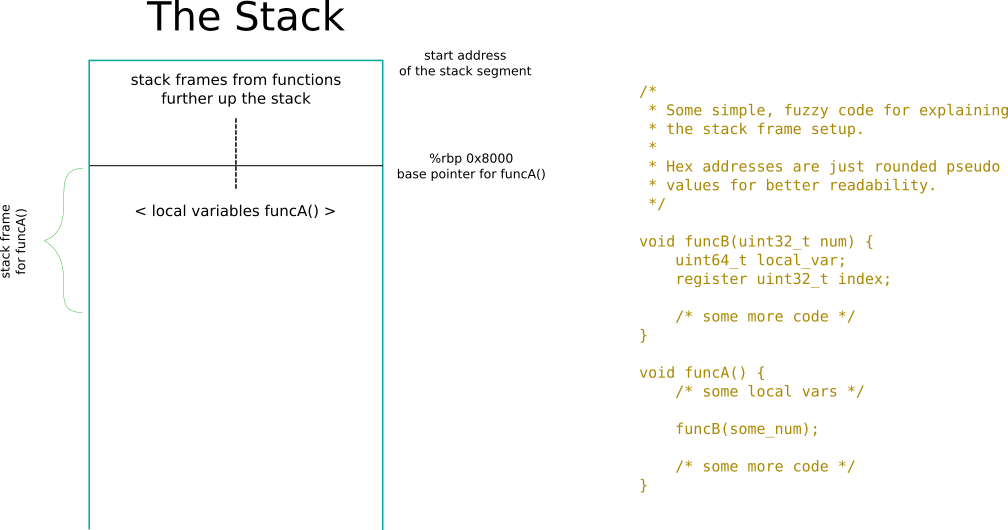 The Stack
start address
of the stack segment
stack frames from functions
further up the stack
%rbp 0x8000
base pointer for funcA()
< local variables funcA() >
stack frame
for funcA()
/*
 * Some simple, fuzzy code for explaining
 * the stack frame setup.
 *
 * Hex addresses are just rounded pseudo
 * values for better readability.
 */
void funcB(uint32_t num) {
    uint64_t local_var;
    register uint32_t index;
    /* some more code */
}
void funcA() {
    /* some local vars */
    funcB(some_num);
    /* some more code */
}